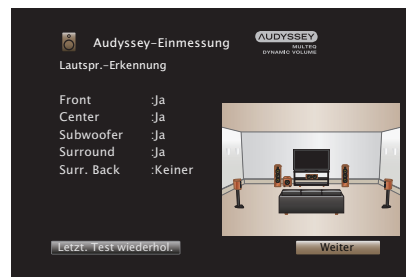 Audyssey-Einmessung
AUDYSSEY
MULTEQ
DYNAMIC VOLUME
Lautspr.-Erkennung
Front :Ja
Center :Ja
Subwoofer :Ja
Surround :Ja
Surr. Back :Keiner
Letzt. Test wiederhol.
Weiter